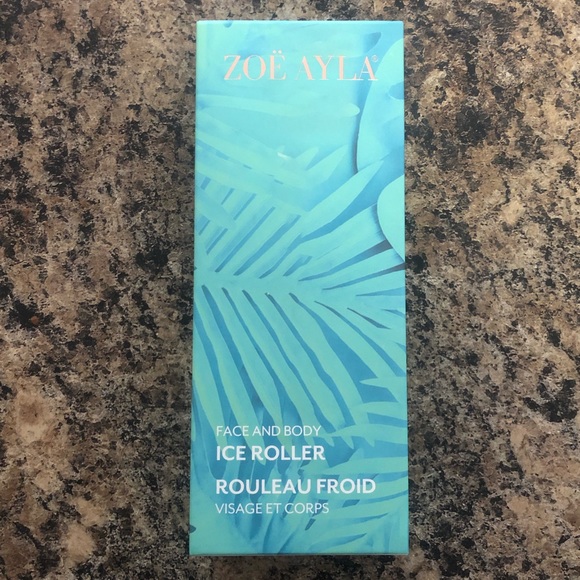 ZOË AYLA®
FACE AND BODY
ICE ROLLER
ROULEAU FROID
VISAGE ET CORPS